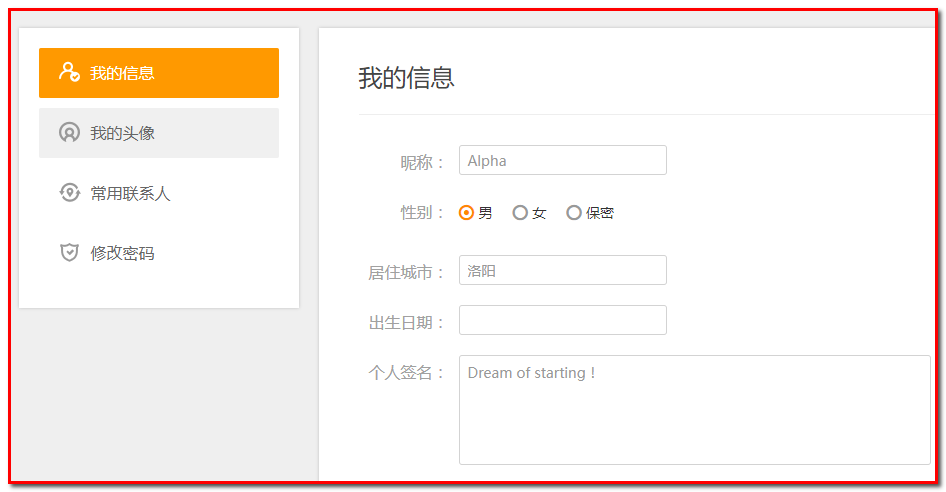 我的信息
我的头像
常用联系人
修改密码
我的信息
昵称： Alpha
性别： 男 女 保密
居住城市： 洛阳
出生日期：
个人签名： Dream of starting！